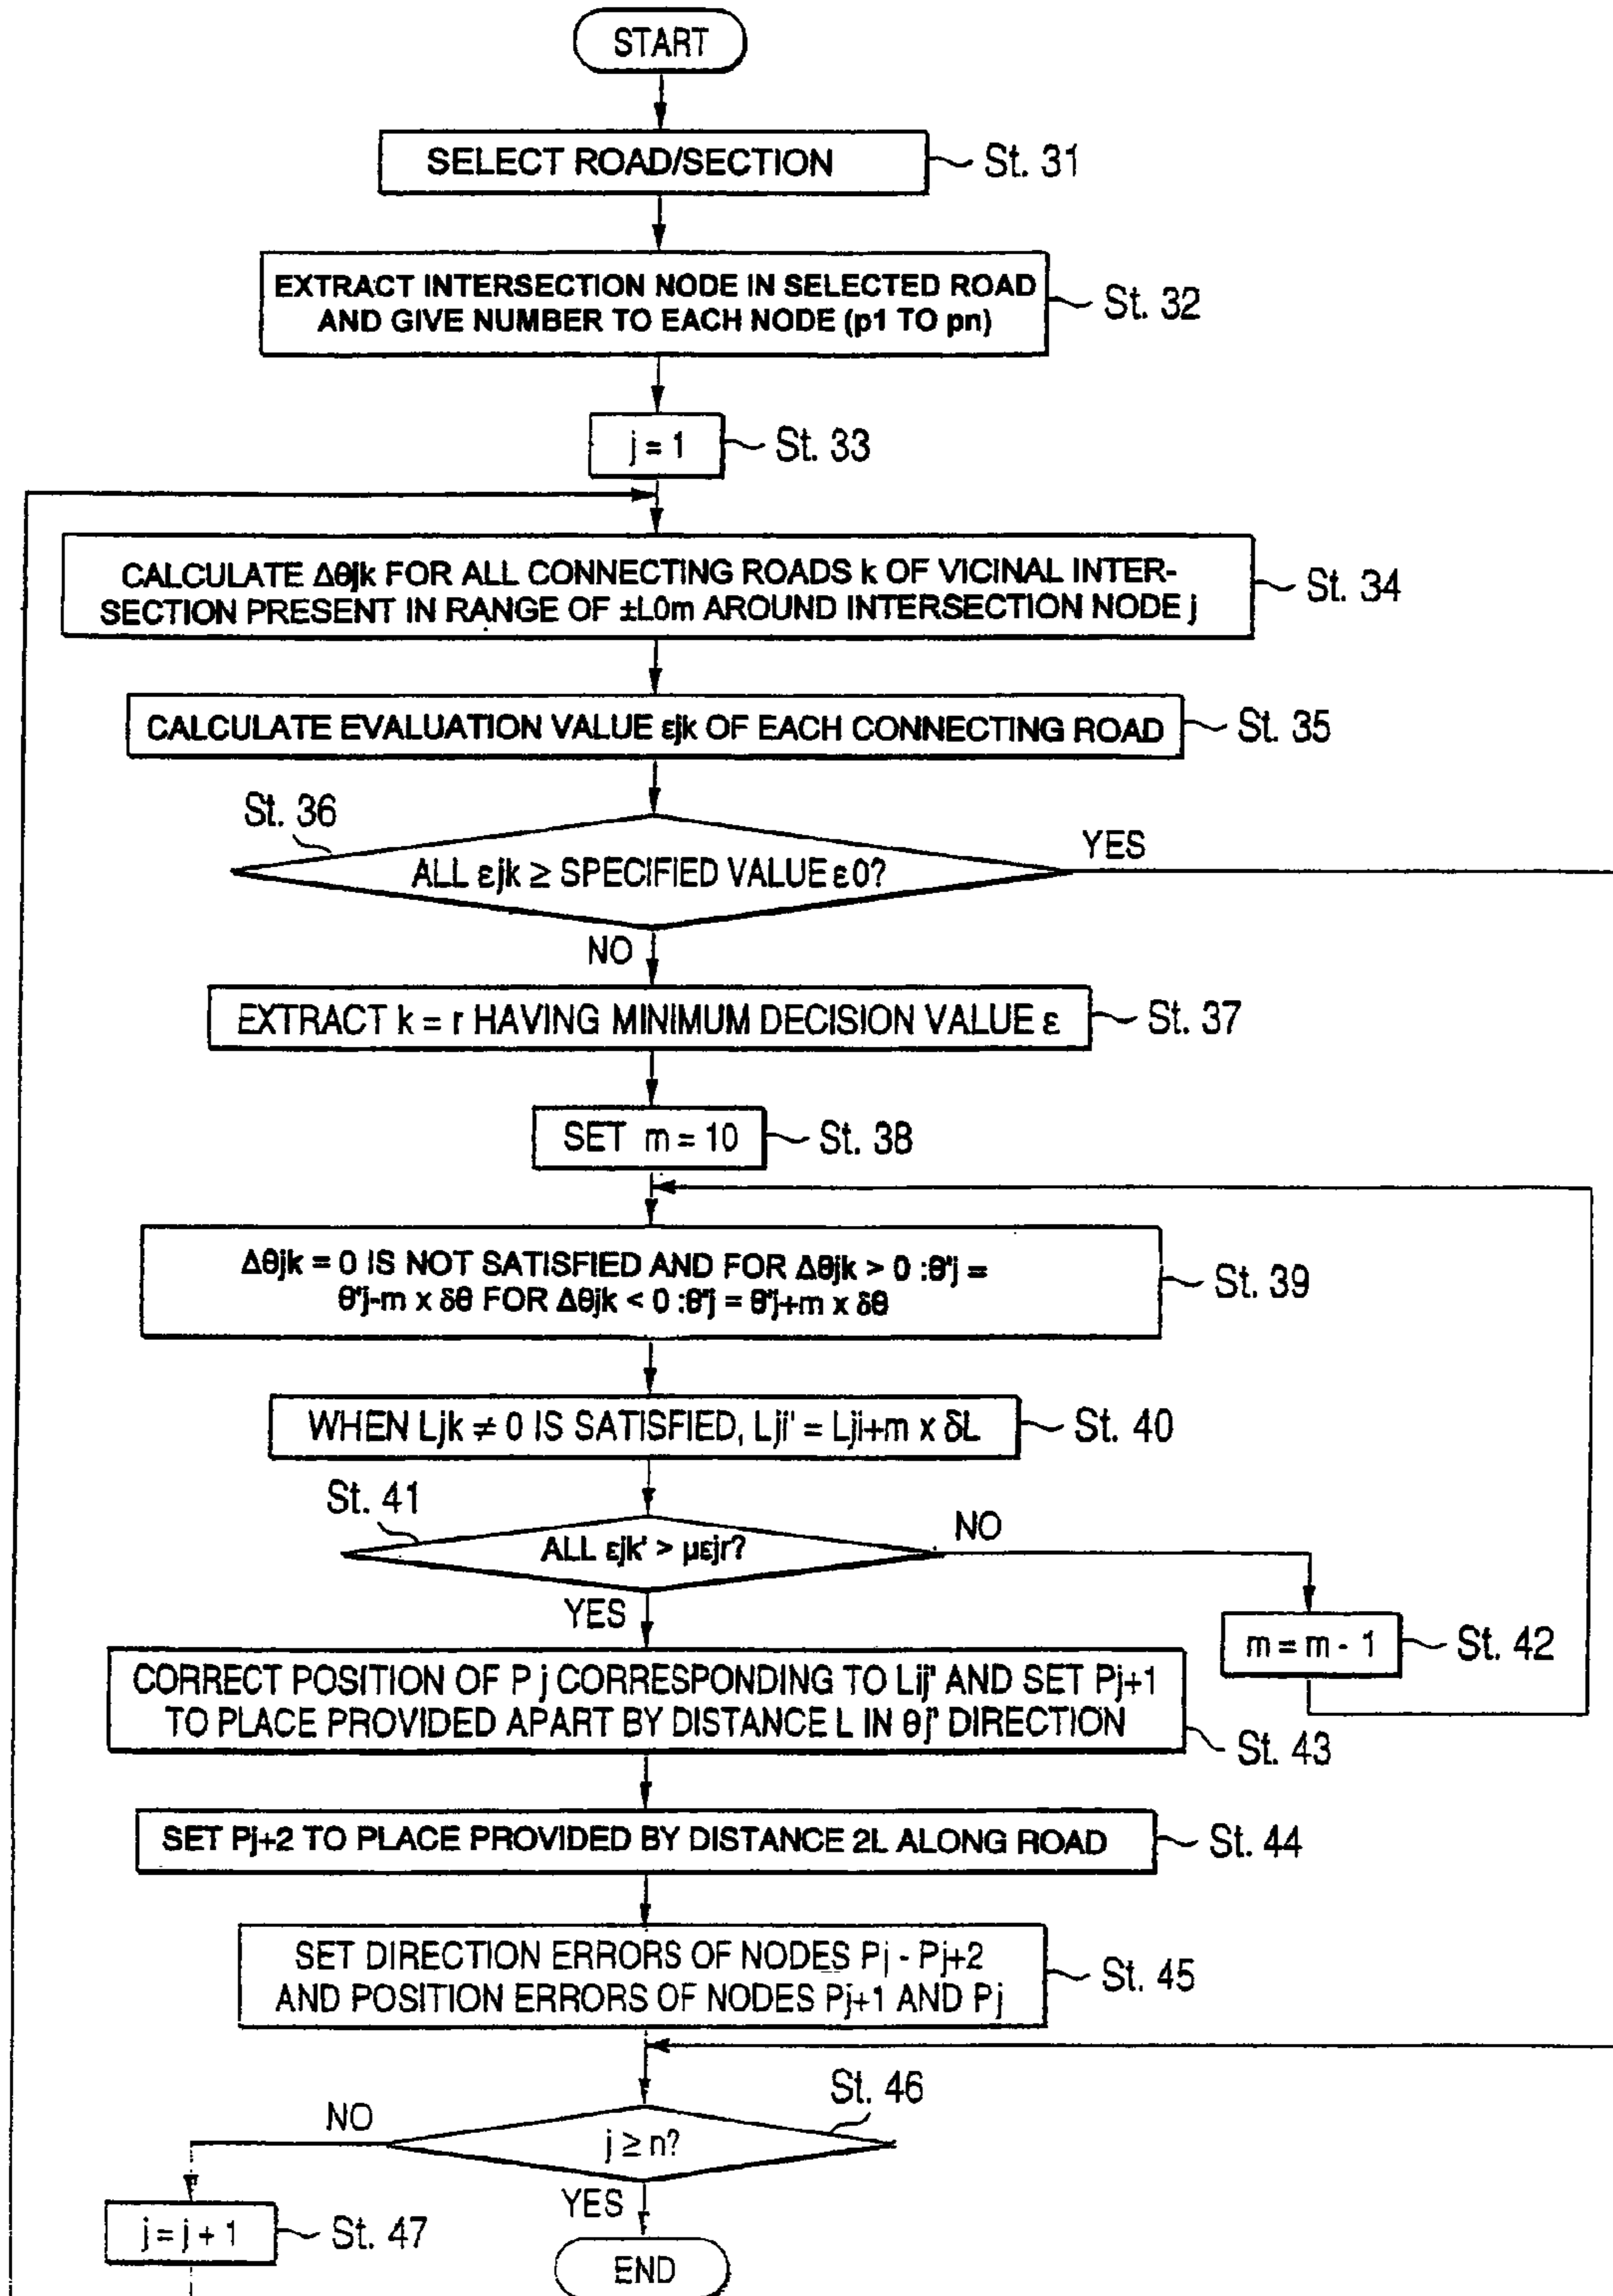 START
SELECT ROAD/SECTION
St. 31
EXTRACT INTERSECTION NODE IN SELECTED ROAD
AND GIVE NUMBER TO EACH NODE (p1 TO pn)
St. 32
j = 1
St. 33
CALCULATE Δθjk FOR ALL CONNECTING ROADS k OF VICINAL INTER-
SECTION PRESENT IN RANGE OF ±L0m AROUND INTERSECTION NODE j
St. 34
CALCULATE EVALUATION VALUE εjk OF EACH CONNECTING ROAD
St. 35
St. 36
ALL εjk ≥ SPECIFIED VALUE ε0?
YES
NO
EXTRACT k = r HAVING MINIMUM DECISION VALUE ε
St. 37
SET m = 10
St. 38
Δθjk = 0 IS NOT SATISFIED AND FOR Δθjk > 0 :θ'j =
θ'j-m x δθ FOR Δθjk < 0 :θ'j = θ'j+m x δθ
St. 39
WHEN Ljk ≠ 0 IS SATISFIED, Lji' = Lji+m x δL
St. 40
St. 41
ALL εjk' > μεjr?
NO
YES
m = m - 1
St. 42
CORRECT POSITION OF P j CORRESPONDING TO Lij' AND SET Pj+1
TO PLACE PROVIDED APART BY DISTANCE L IN θj' DIRECTION
St. 43
SET Pj+2 TO PLACE PROVIDED BY DISTANCE 2L ALONG ROAD
St. 44
SET DIRECTION ERRORS OF NODES Pj - Pj+2
AND POSITION ERRORS OF NODES Pj+1 AND Pj
St. 45
St. 46
NO
j ≥ n?
YES
j = j + 1
St. 47
END